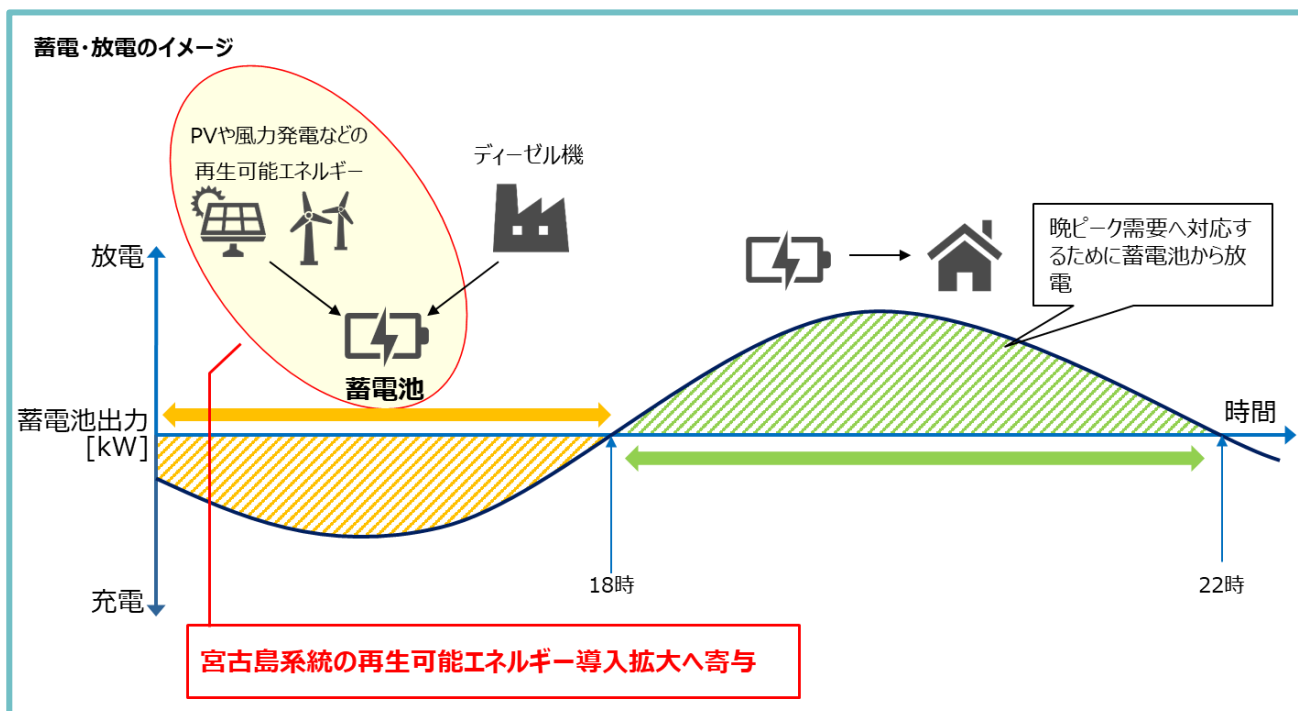 蓄電・放電のイメージ
PVや風力発電などの
再生可能エネルギー
ディーゼル機
晩ピーク需要へ対応す
るために蓄電池から放
電
放電
蓄電池
蓄電池出力
[kW]
時間
18時
22時
充電
宮古島系統の再生可能エネルギー導入拡大へ寄与